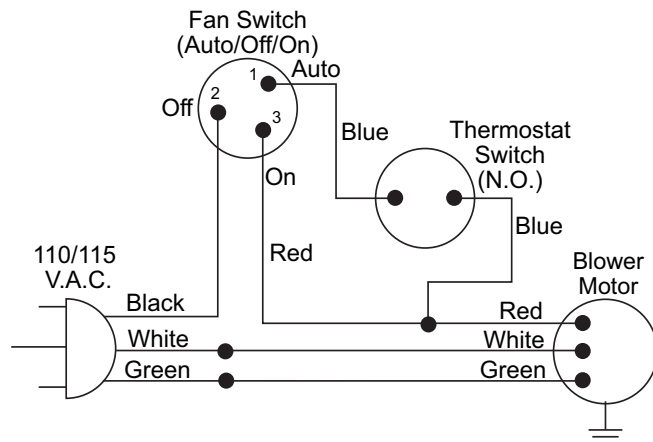 Fan Switch
(Auto/Off/On)
1
Auto
2
Off
3
On
Blue
Thermostat
Switch
(N.O.)
Blue
Red
110/115
V.A.C.
Blower
Motor
Black
Red
White
White
Green
Green